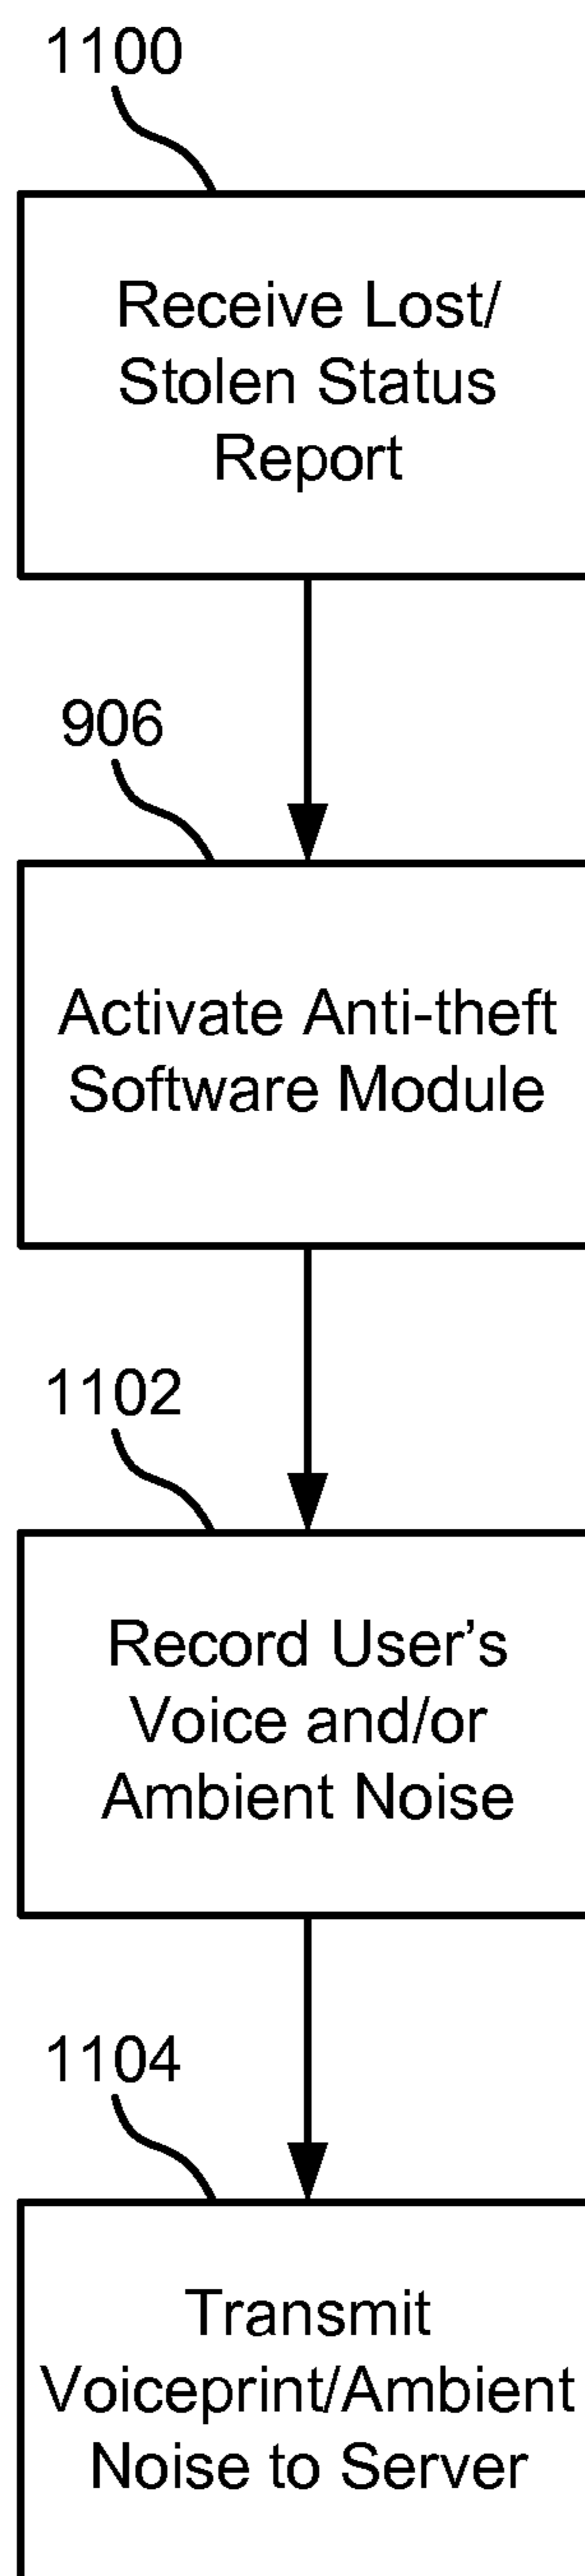 1100
Receive Lost/
Stolen Status
Report
906
Activate Anti-theft
Software Module
1102
Record User’s
Voice and/or
Ambient Noise
1104
Transmit
Voiceprint/Ambient
Noise to Server